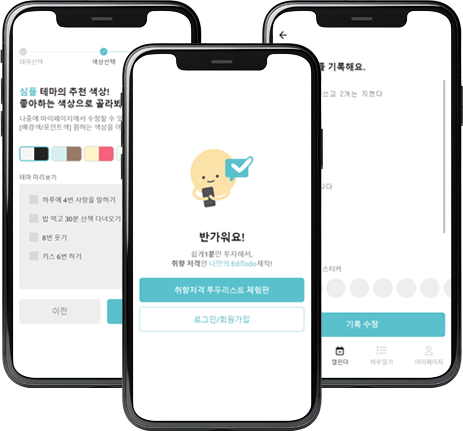 테마선택 색상선택
심플 테마의 추천 색상!
좋아하는 색상으로 골라봐
나중에 마이페이지에서 수정할 수 있
[배경색/포인트색] 원하는 색상을
테마 미리보기
하루에 4번 사랑을 말하기
밥 먹고 30분 산책 다녀오기
8번 웃기
키스 6번 하기
이전
반가워요!
쉽게1분만 투자해서,
취향 저격인 나만의 EdiTodo제작!
취향저격 투두리스트 체험판
로그인/회원가입
기록해요.
쓰고 2개는 지켰다
스티커
기록 수정
캘린더 하루열기 마이페이지